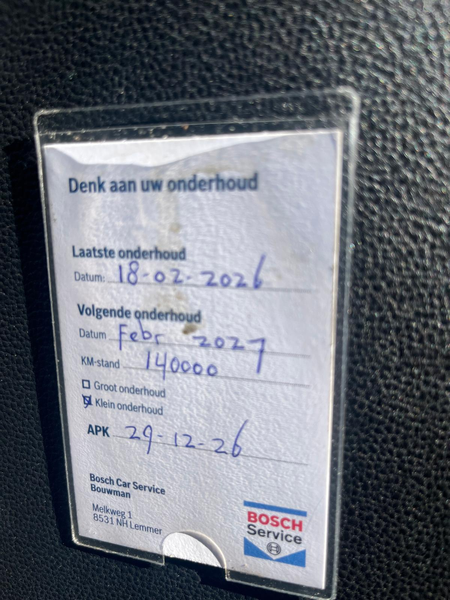 Denk aan uw onderhoud
Laatste onderhoud
Datum: 18-02-2026
Volgende onderhoud
Datum Febr 2027
KM-stand 140000
Groot onderhoud
Klein onderhoud
APK 29-12-26
Bosch Car Service
Bouwman
Melkweg 1
8531 NH Lemmer
BOSCH
Service